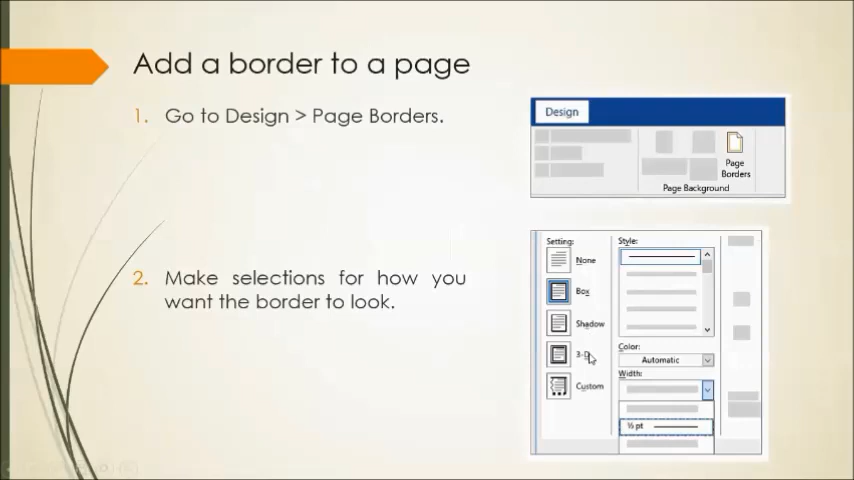 Add a border to a page
1. Go to Design > Page Borders.
Design
Page
Borders
Page Background
2. Make selections for how you
want the border to look.
Setting:
None
Box
Shadow
3-D
Custom
Style:
Color:
Automatic
Width:
½ pt